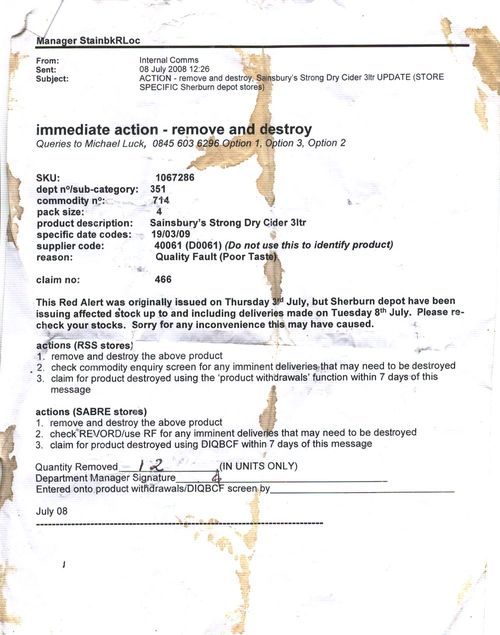 Manager StainbkRLoc
From: Internal Comms
Sent: 08 July 2008 12:26
Subject: ACTION - remove and destroy, Sainsbury's Strong Dry Cider 3ltr UPDATE (STORE
SPECIFIC Sherburn depot stores)
immediate action - remove and destroy
Queries to Michael Luck, 0845 603 6296 Option 1, Option 3, Option 2
SKU: 1067286
dept nº/sub-category: 351
commodity nº: 714
pack size: 4
product description: Sainsbury's Strong Dry Cider 3ltr
specific date codes: 19/03/09
supplier code: 40061 (D0061) (Do not use this to identify product)
reason: Quality Fault (Poor Taste)
claim no: 466
This Red Alert was originally issued on Thursday 3rd July, but Sherburn depot have been
issuing affected stock up to and including deliveries made on Tuesday 8th July. Please re-
check your stocks. Sorry for any inconvenience this may have caused.
actions (RSS stores)
1. remove and destroy the above product
2. check commodity enquiry screen for any imminent deliveries that may need to be destroyed
3. claim for product destroyed using the 'product withdrawals' function within 7 days of this
message
actions (SABRE stores)
1. remove and destroy the above product
2. check REVORD/use RF for any imminent deliveries that may need to be destroyed
3. claim for product destroyed using DIQBCF within 7 days of this message
Quantity Removed 12 (IN UNITS ONLY)
Department Manager Signature
Entered onto product withdrawals/DIQBCF screen by
July 08
1